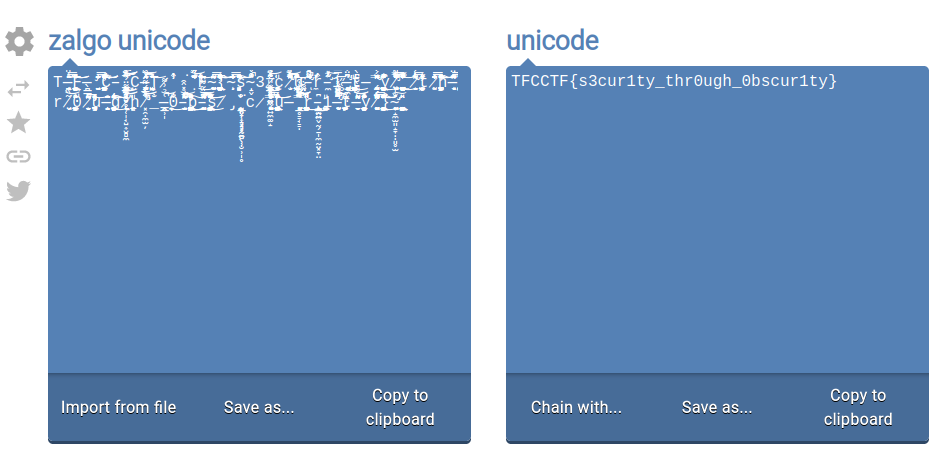 zalgo unicode
unicode
TFCCTF{s3cur1ty_thr0ugh_0bscur1ty}
Import from file
Save as...
Copy to
clipboard
Chain with...
Save as...
Copy to
clipboard